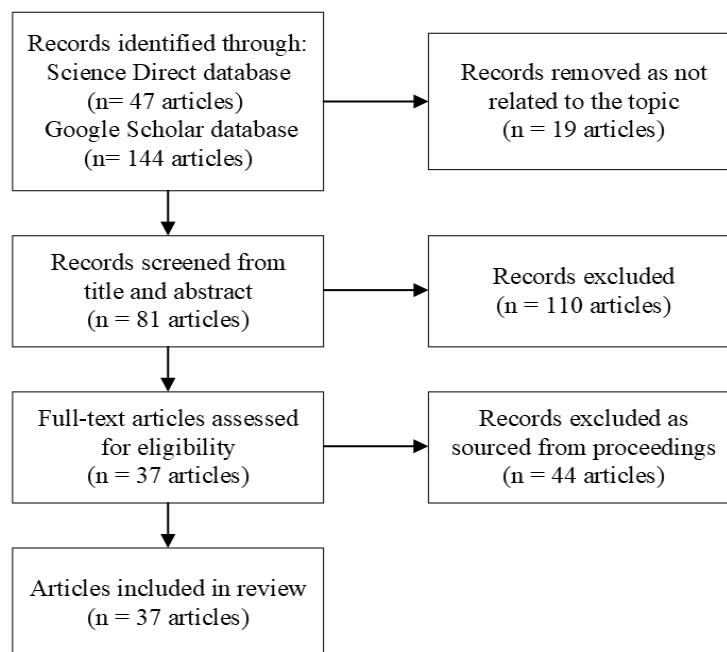 Records identified through:
Science Direct database
(n= 47 articles)
Google Scholar database
(n= 144 articles)
Records removed as not
related to the topic
(n = 19 articles)
Records screened from
title and abstract
(n = 81 articles)
Records excluded
(n = 110 articles)
Full-text articles assessed
for eligibility
(n = 37 articles)
Records excluded as
sourced from proceedings
(n = 44 articles)
Articles included in review
(n = 37 articles)